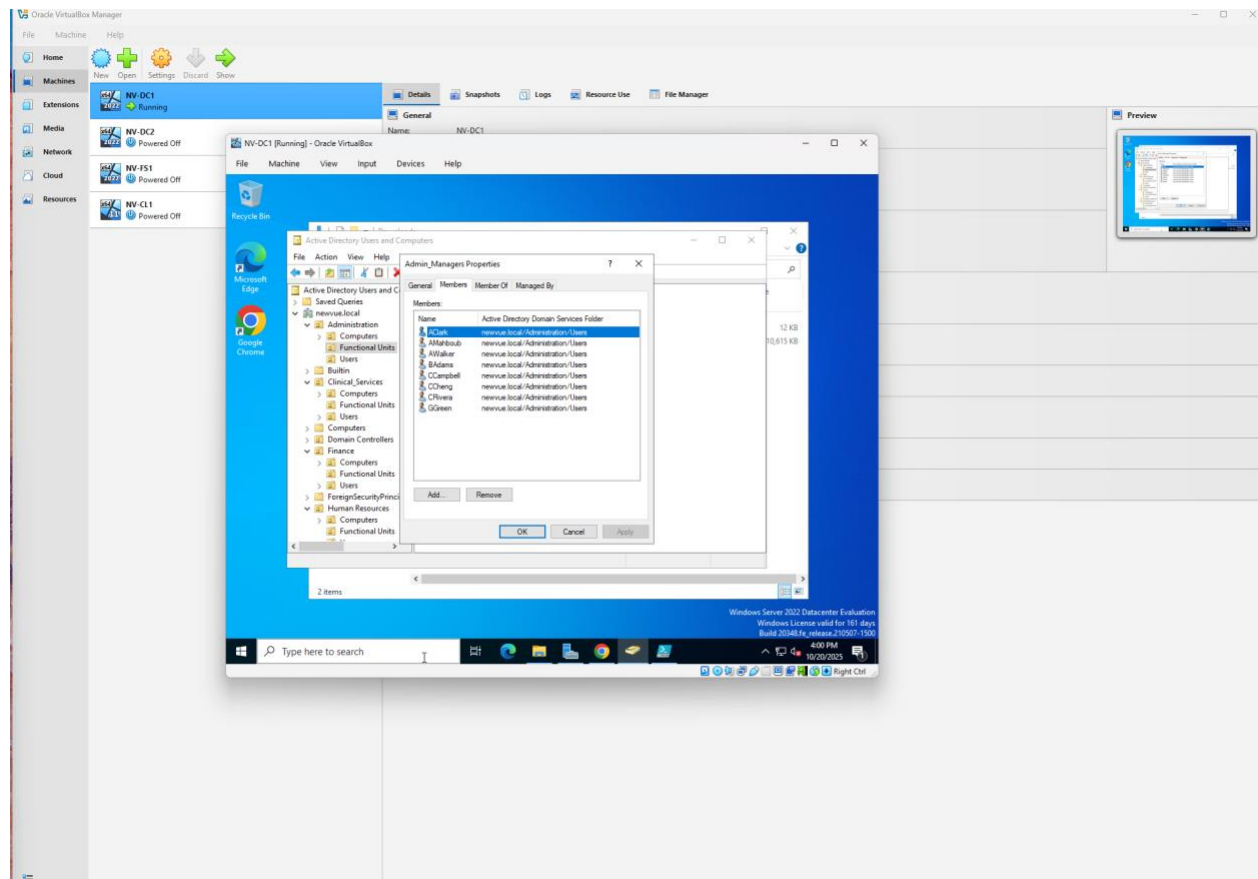 Oracle VirtualBox Manager
File Machine Help
Home
Machines
Extensions
Media
Network
Cloud
Resources
New Open Settings Discard Show
NV-DC1
Running
NV-DC2
Powered Off
NV-FS1
Powered Off
NV-CL1
Powered Off
Details Snapshots Logs Resource Use File Manager
General
Name: NV-DC1
Preview
NV-DC1 [Running] - Oracle VirtualBox
File Machine View Input Devices Help
Recycle Bin
Microsoft Edge
Google Chrome
Active Directory Users and Computers
File Action View Help
Active Directory Users and C
Saved Queries
newvue.local
Administration
Computers
Functional Units
Users
Builtin
Clinical_Services
Computers
Functional Units
Users
Computers
Domain Controllers
Finance
Computers
Functional Units
Users
ForeignSecurityPrinci
Human Resources
Computers
Functional Units
Admin_Managers Properties
General Members Member Of Managed By
Members:
Name Active Directory Domain Services Folder
AClark newvue.local/Administration/Users
AMahboub newvue.local/Administration/Users
AWalker newvue.local/Administration/Users
BAdams newvue.local/Administration/Users
CCampbell newvue.local/Administration/Users
CCheng newvue.local/Administration/Users
CRivera newvue.local/Administration/Users
GGreen newvue.local/Administration/Users
Add... Remove
OK Cancel Apply
12 KB
10,615 KB
2 items
Windows Server 2022 Datacenter Evaluation
Windows License valid for 161 days
Build 20348.fe_release.210507-1500
Type here to search
4:00 PM
10/20/2025
Right Ctrl